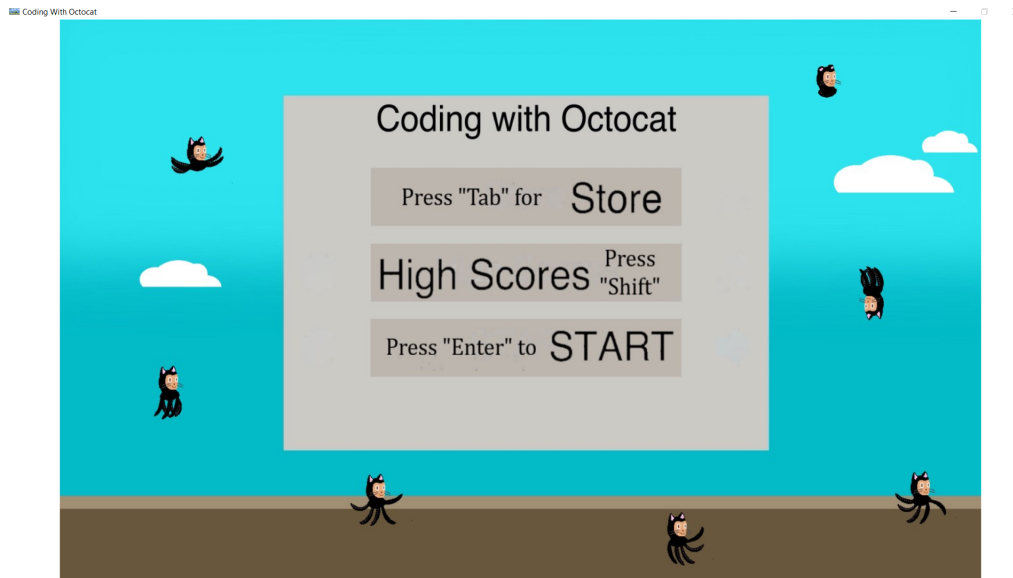 Coding With Octocat
Coding with Octocat
Press "Tab" for Store
High Scores Press "Shift"
Press "Enter" to START